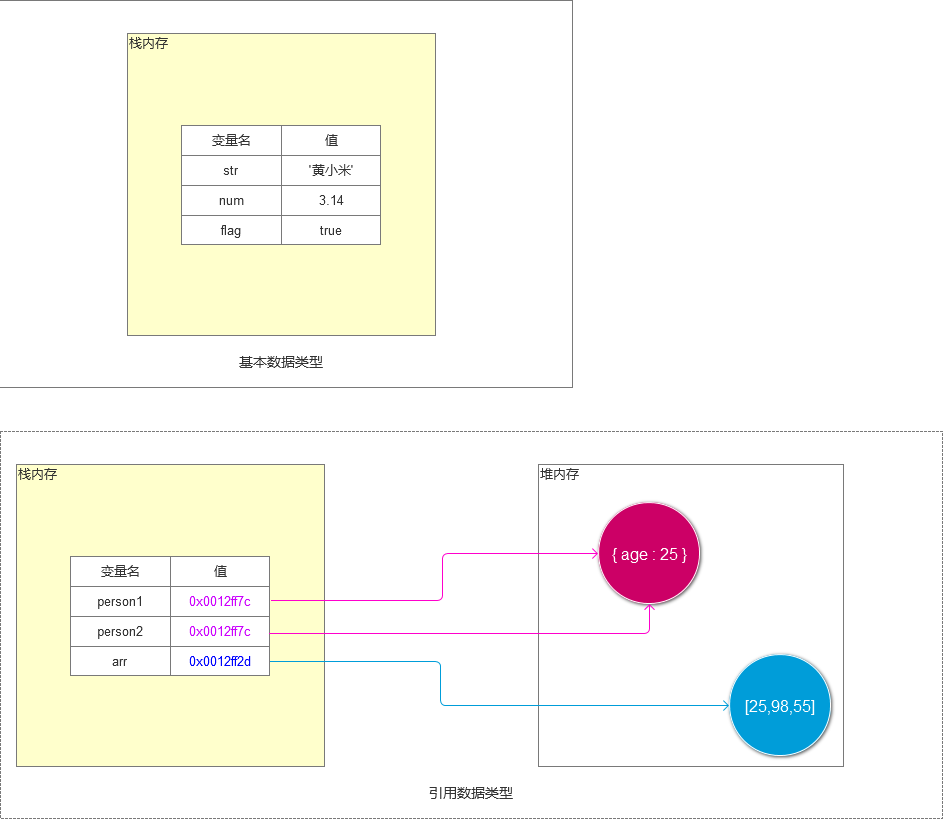 栈内存
变量名 值
str '黄小米'
num 3.14
flag true
基本数据类型
栈内存
变量名 值
person1 0x0012ff7c
person2 0x0012ff7c
arr 0x0012ff2d
堆内存
{ age : 25 }
[25,98,55]
引用数据类型